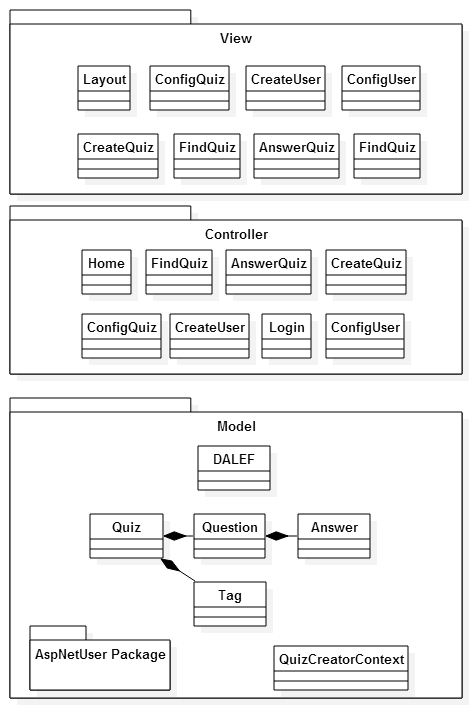 View
Layout ConfigQuiz CreateUser ConfigUser
CreateQuiz FindQuiz AnswerQuiz FindQuiz
Controller
Home FindQuiz AnswerQuiz CreateQuiz
ConfigQuiz CreateUser Login ConfigUser
Model
DALEF
Quiz Question Answer
Tag
AspNetUser Package
QuizCreatorContext